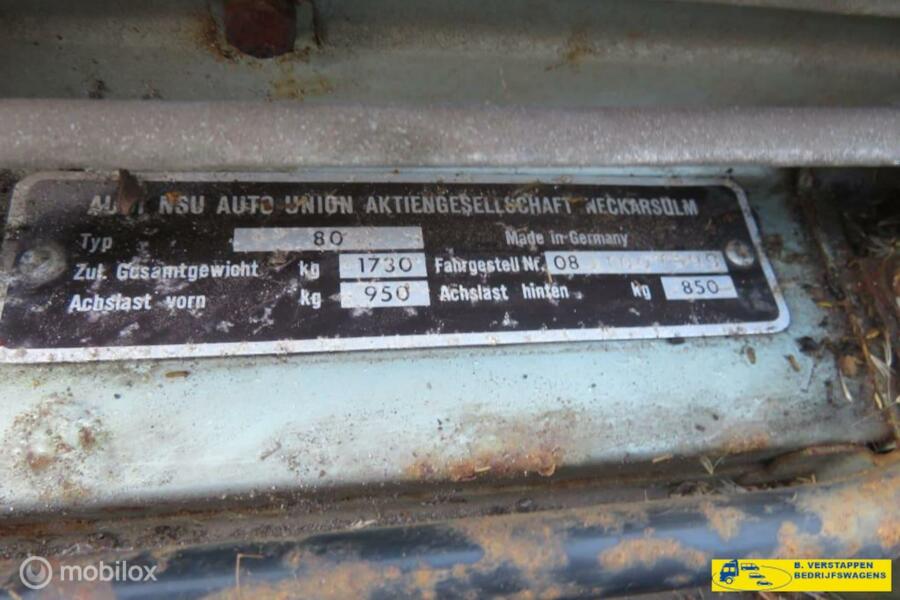 NSU AUTO UNION AKTIENGESELLSCHAFT NECKARSULM
Typ 80 Made in Germany
Zul. Gesamtgewicht kg 1730 Fahrgestell Nr. 08
Achslast vorn kg 950 Achslast hinten kg 850
mobilox
B. VERSTAPPEN
BEDRIJFSWAGENS